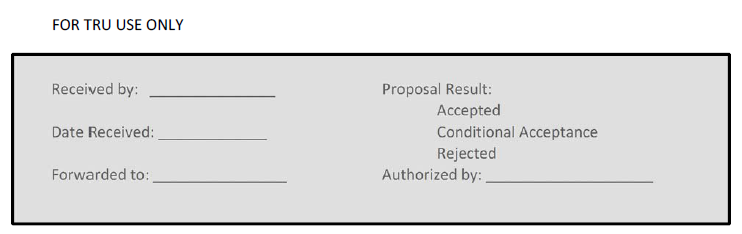 FOR TRU USE ONLY
Received by: _______________
Proposal Result:
Accepted
Date Received: _____________
Conditional Acceptance
Rejected
Forwarded to: ________________
Authorized by: ____________________